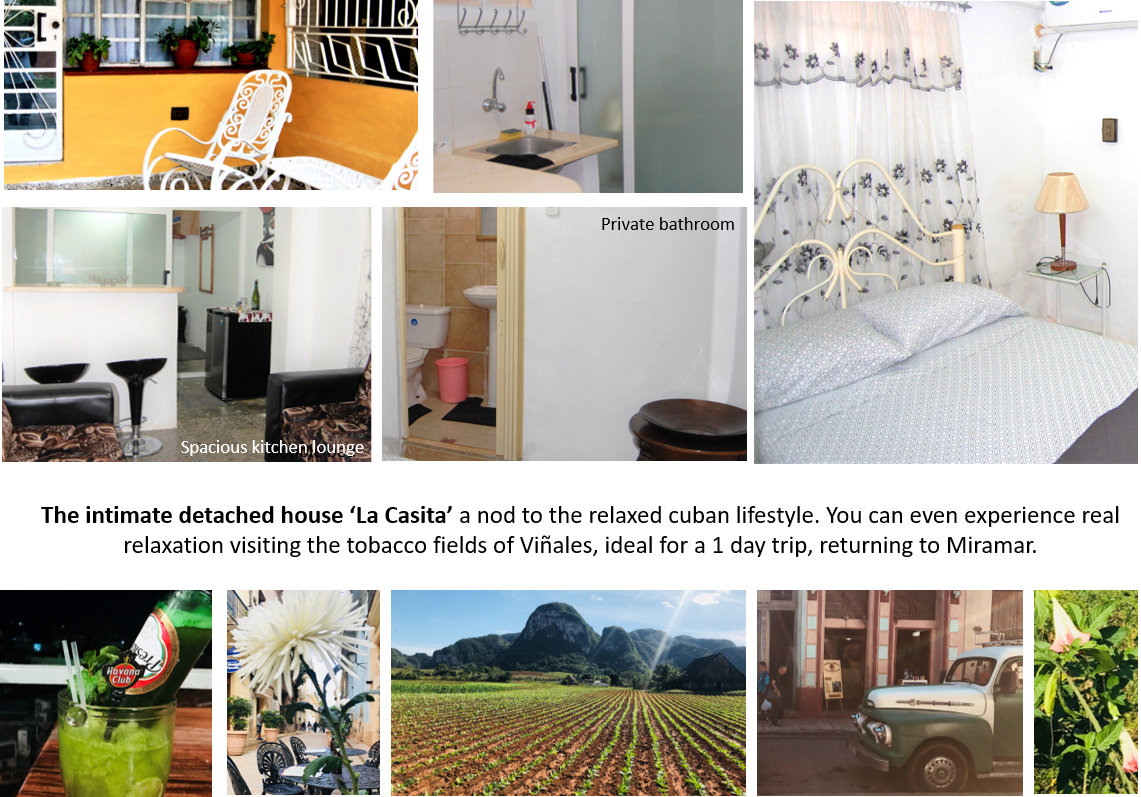 Private bathroom
Spacious kitchen lounge
The intimate detached house ‘La Casita’ a nod to the relaxed cuban lifestyle. You can even experience real
relaxation visiting the tobacco fields of Viñales, ideal for a 1 day trip, returning to Miramar.
Havana
Club